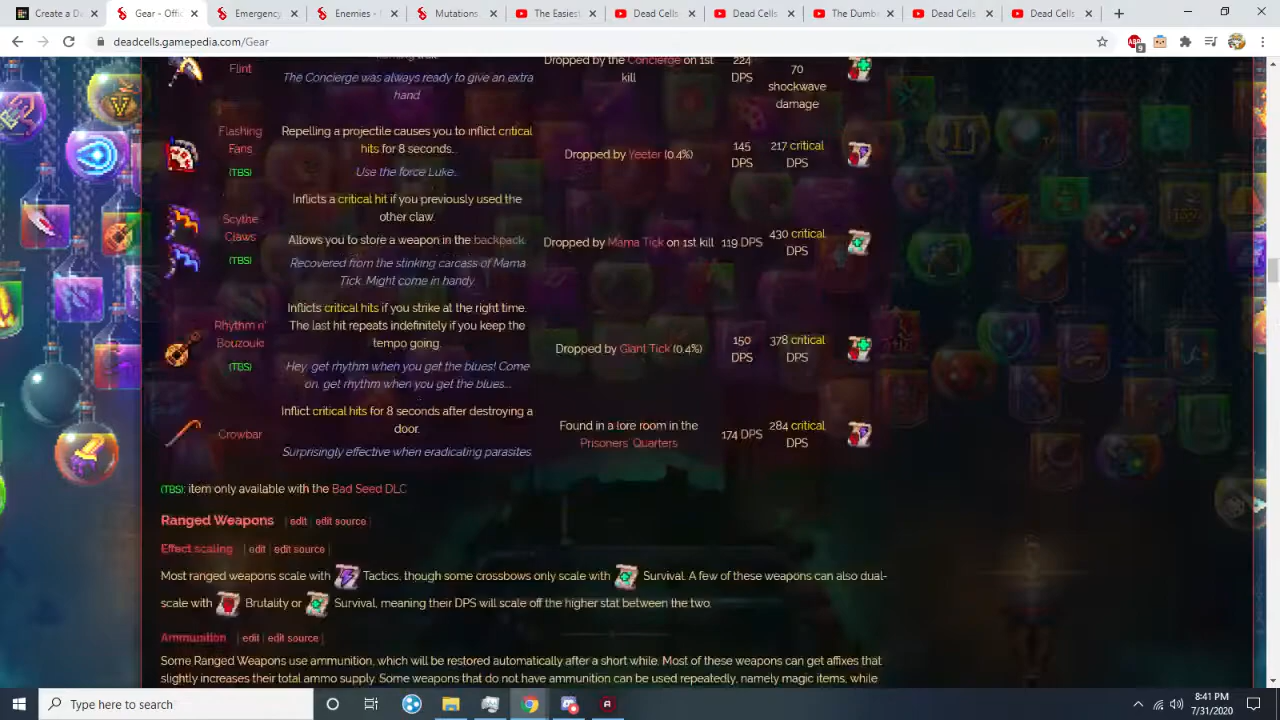 Create a Di
Gear - Offi
Emergency
Enemies - 
Mutations
The Easiest
Dead Cells
Dead Cells
The Dumb
Dead Cells
Dead Cells
deadcells.gamepedia.com/Gear
9
Flint
The Concierge was always ready to give an extra
hand.
Dropped by the Concierge on 1st
kill
224
DPS
70
shockwave
damage
Flashing
Fans
(TBS)
Repelling a projectile causes you to inflict critical
hits for 8 seconds.
Use the force Luke...
Dropped by Yeeter (0.4%)
145
DPS
217 critical
DPS
Scythe
Claws
(TBS)
Inflicts a critical hit if you previously used the
other claw.
Allows you to store a weapon in the backpack.
Recovered from the stinking carcass of Mama
Tick. Might come in handy.
Dropped by Mama Tick on 1st kill
119 DPS
430 critical
DPS
Rhythm n'
Bouzouki
(TBS)
Inflicts critical hits if you strike at the right time.
The last hit repeats indefinitely if you keep the
tempo going.
Hey, get rhythm when you get the blues! Come
on, get rhythm when you get the blues...
Dropped by Giant Tick (0.4%)
150
DPS
378 critical
DPS
Crowbar
Inflict critical hits for 8 seconds after destroying a
door.
Surprisingly effective when eradicating parasites.
Found in a lore room in the
Prisoners' Quarters
174 DPS
284 critical
DPS
(TBS): item only available with the Bad Seed DLC
Ranged Weapons | edit | edit source |
Effect scaling | edit | edit source |
Most ranged weapons scale with Tactics, though some crossbows only scale with Survival. A few of these weapons can also dual-
scale with Brutality or Survival, meaning their DPS will scale off the higher stat between the two.
Ammunition | edit | edit source |
Some Ranged Weapons use ammunition, which will be restored automatically after a short while. Most of these weapons can get affixes that
slightly increases their total ammo supply. Some weapons that do not have ammunition can be used repeatedly, namely magic items, while
Type here to search
8:41 PM
7/31/2020